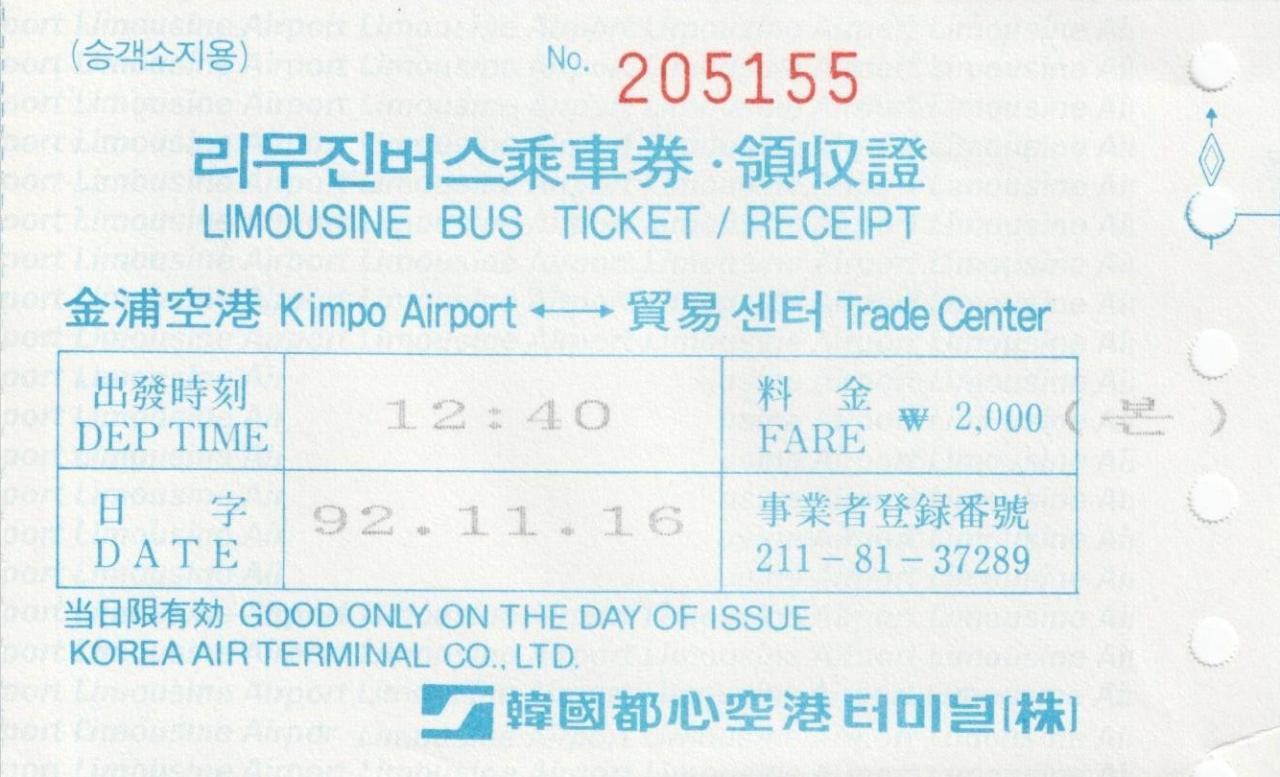 (승객소지용) No. 205155
리무진버스乘車券·領収證
LIMOUSINE BUS TICKET / RECEIPT
金浦空港 Kimpo Airport ↔ 貿易센터 Trade Center
出發時刻 12:40 料 金 ₩ 2,000 ( 본 )
DEP TIME FARE
日 字 92.11.16 事業者登録番號
DATE 211-81-37289
当日限有効 GOOD ONLY ON THE DAY OF ISSUE
KOREA AIR TERMINAL CO., LTD.
韓國都心空港터미널(株)